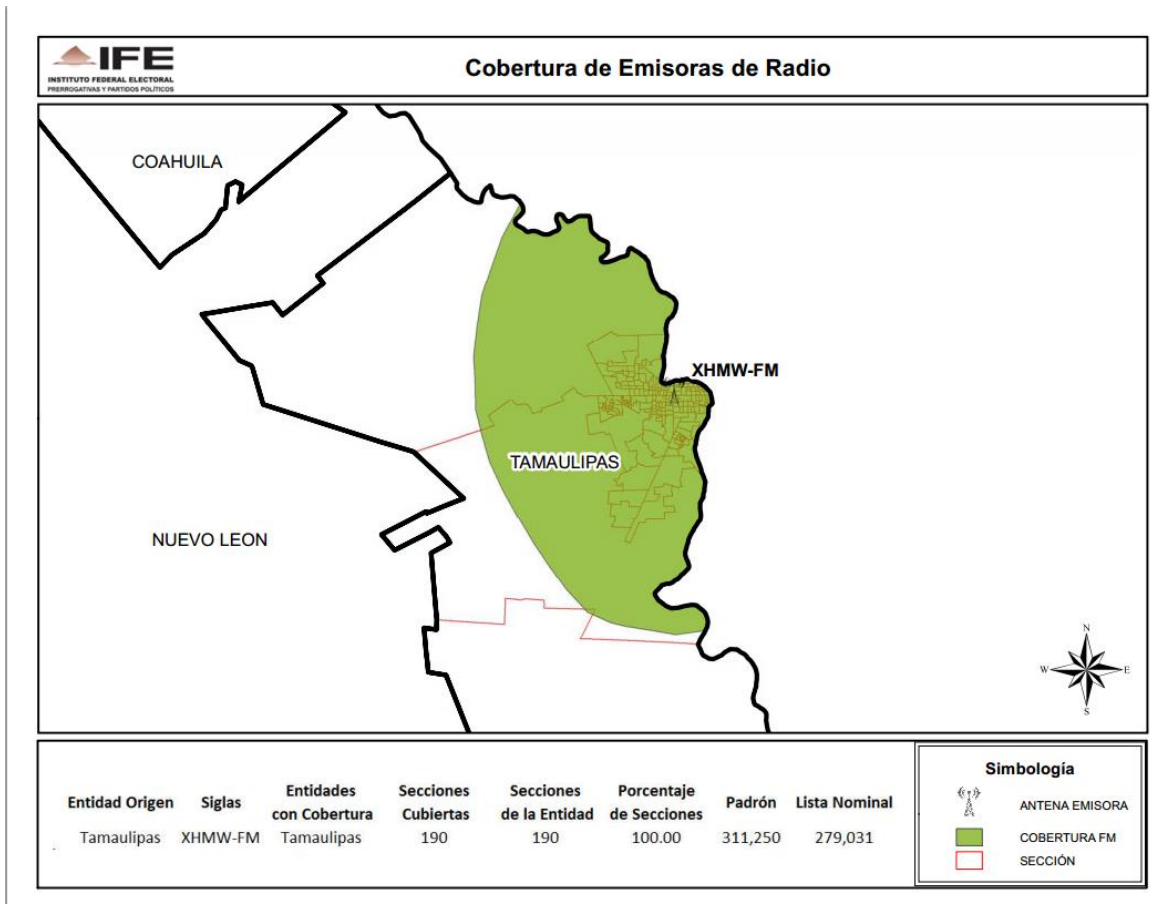 IFE
INSTITUTO FEDERAL ELECTORAL
PRERROGATIVAS Y PARTIDOS POLÍTICOS
Cobertura de Emisoras de Radio
COAHUILA
XHMW-FM
TAMAULIPAS
NUEVO LEON
N
W E
S
Entidad Origen Siglas Entidades con Cobertura Secciones Cubiertas Secciones de la Entidad Porcentaje de Secciones Padrón Lista Nominal
Tamaulipas XHMW-FM Tamaulipas 190 190 100.00 311,250 279,031
Simbología
ANTENA EMISORA
COBERTURA FM
SECCIÓN